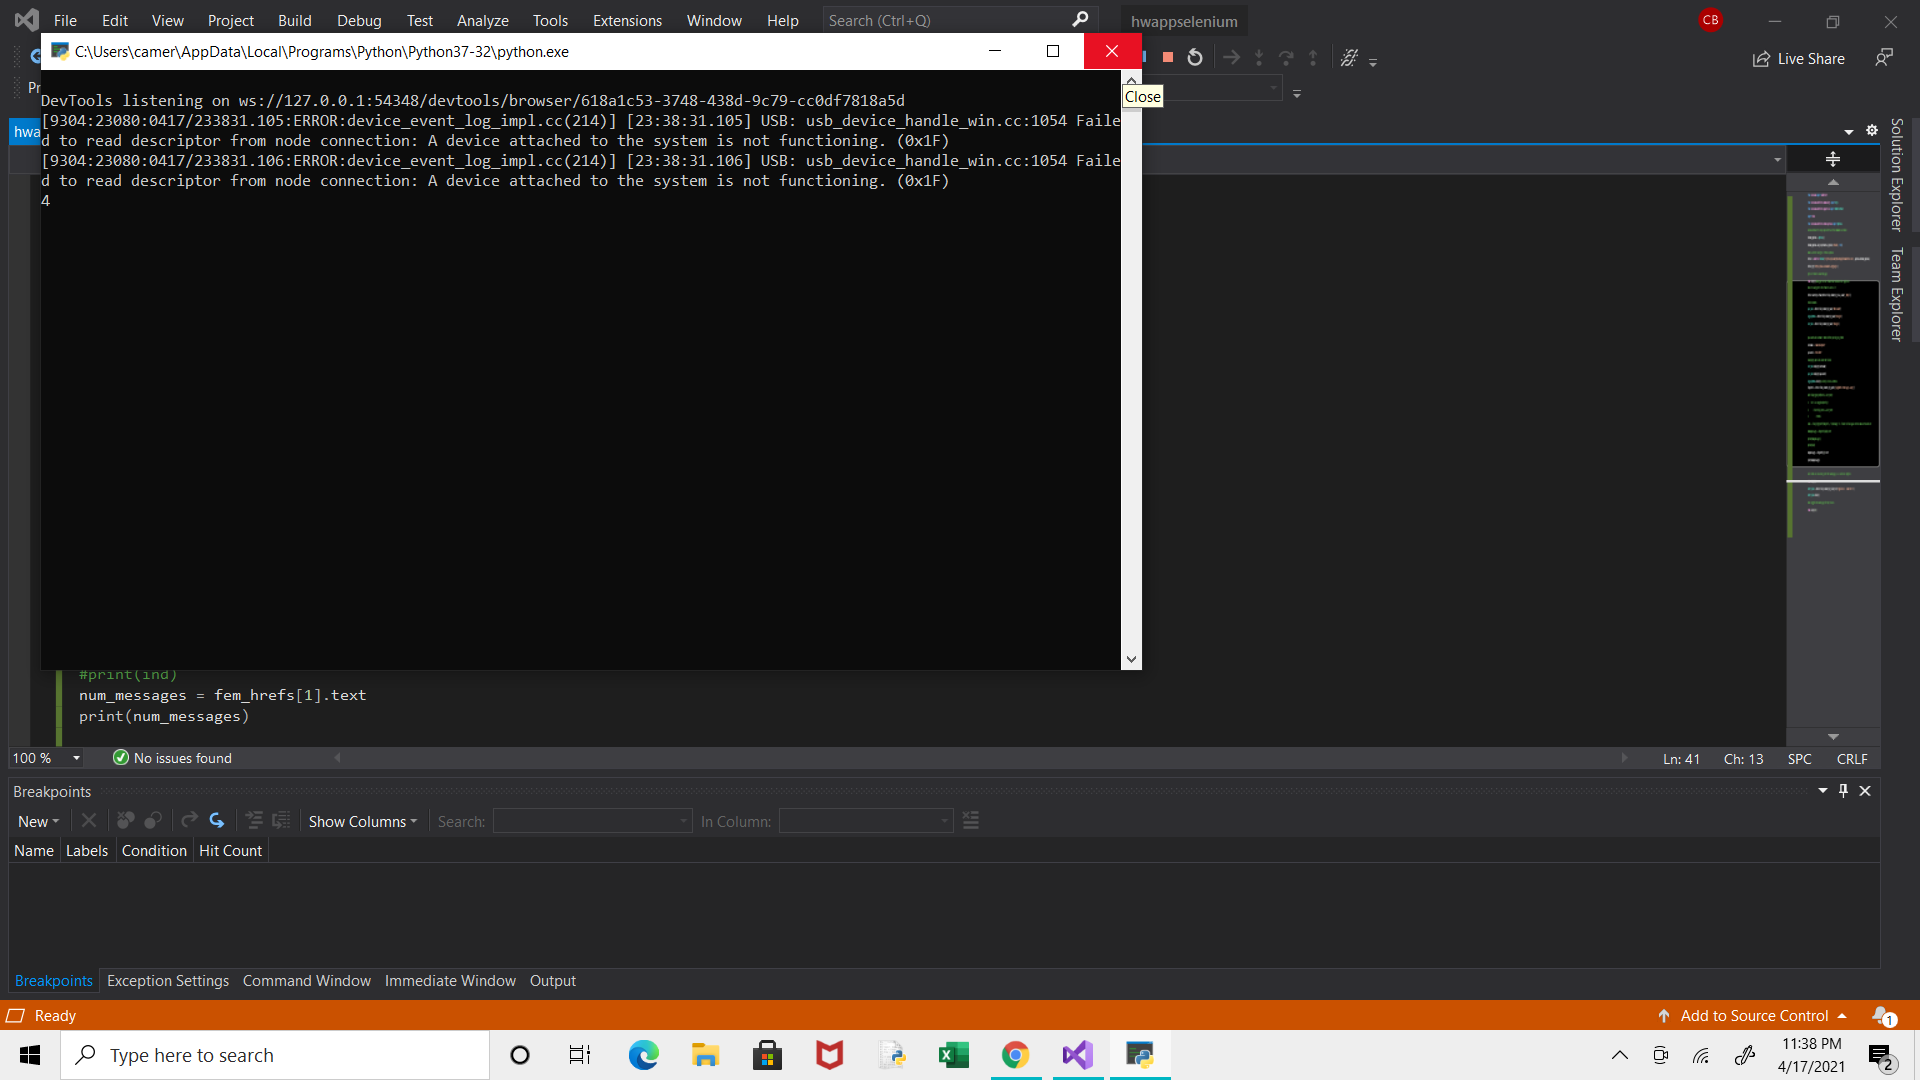 File Edit View Project Build Debug Test Analyze Tools Extensions Window Help Search (Ctrl+Q) hwappselenium CB
C:\Users\camer\AppData\Local\Programs\Python\Python37-32\python.exe
Live Share
Pr
Close
DevTools listening on ws://127.0.0.1:54348/devtools/browser/618a1c53-3748-438d-9c79-cc0df7818a5d
[9304:23080:0417/233831.105:ERROR:device_event_log_impl.cc(214)] [23:38:31.105] USB: usb_device_handle_win.cc:1054 Faile
d to read descriptor from node connection: A device attached to the system is not functioning. (0x1F)
[9304:23080:0417/233831.106:ERROR:device_event_log_impl.cc(214)] [23:38:31.106] USB: usb_device_handle_win.cc:1054 Faile
d to read descriptor from node connection: A device attached to the system is not functioning. (0x1F)
4
hwa
Solution Explorer
Team Explorer
#print(ind)
num_messages = fem_hrefs[1].text
print(num_messages)
100 % No issues found Ln: 41 Ch: 13 SPC CRLF
Breakpoints
New Show Columns Search: In Column:
Name Labels Condition Hit Count
Breakpoints Exception Settings Command Window Immediate Window Output
Ready Add to Source Control 1
Type here to search
11:38 PM
4/17/2021
2